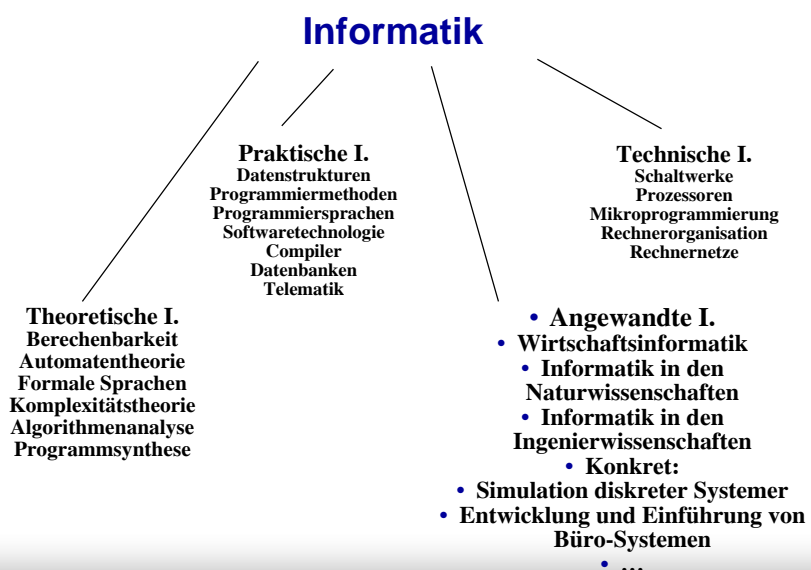 Informatik
Praktische I.
Datenstrukturen
Programmiermethoden
Programmiersprachen
Softwaretechnologie
Compiler
Datenbanken
Telematik
Technische I.
Schaltwerke
Prozessoren
Mikroprogrammierung
Rechnerorganisation
Rechnernetze
Theoretische I.
Berechenbarkeit
Automatentheorie
Formale Sprachen
Komplexitätstheorie
Algorithmenanalyse
Programmsynthese
• Angewandte I.
• Wirtschaftsinformatik
• Informatik in den
Naturwissenschaften
• Informatik in den
Ingenierwissenschaften
• Konkret:
• Simulation diskreter Systemer
• Entwicklung und Einführung von
Büro-Systemen
• ...